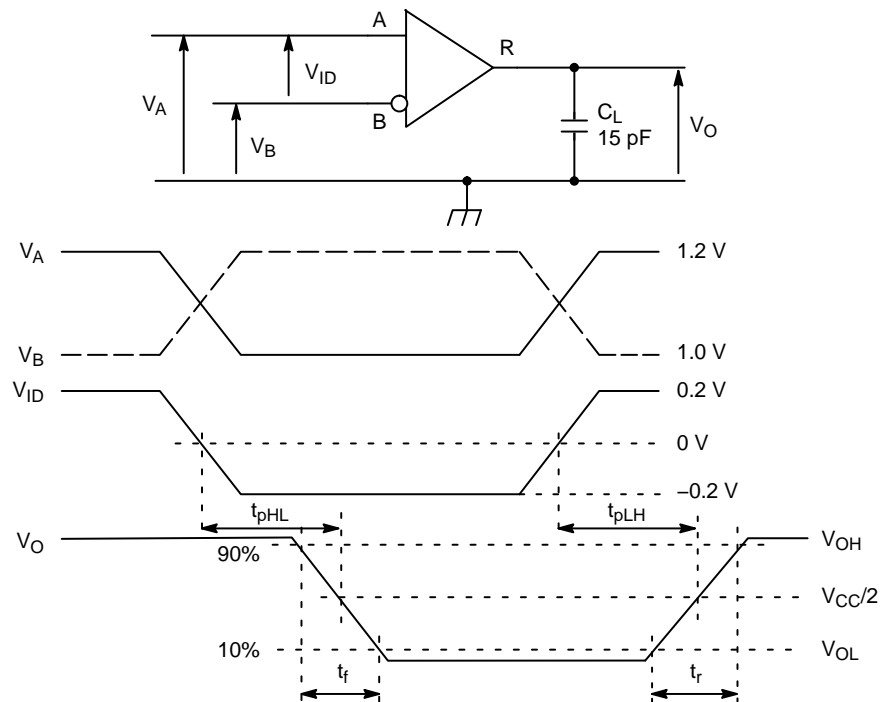 A
R
V_ID
V_A
B
C_L
15 pF
V_O
V_B
V_A
1.2 V
V_B
1.0 V
V_ID
0.2 V
0 V
–0.2 V
t_pHL
t_pLH
V_O
90%
V_OH
V_CC/2
10%
V_OL
t_f
t_r